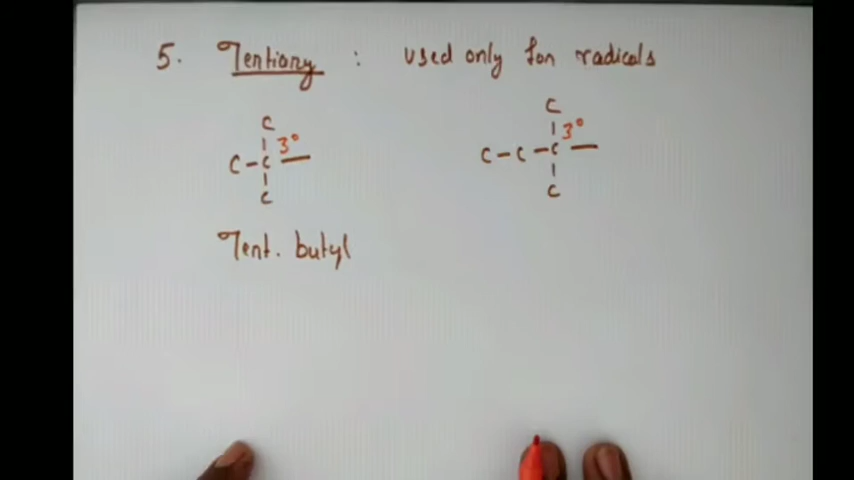 5. Tertiary : used only for radicals
C C
| 3° | 3°
C-C— C-C-C—
| |
C C
Tert. butyl